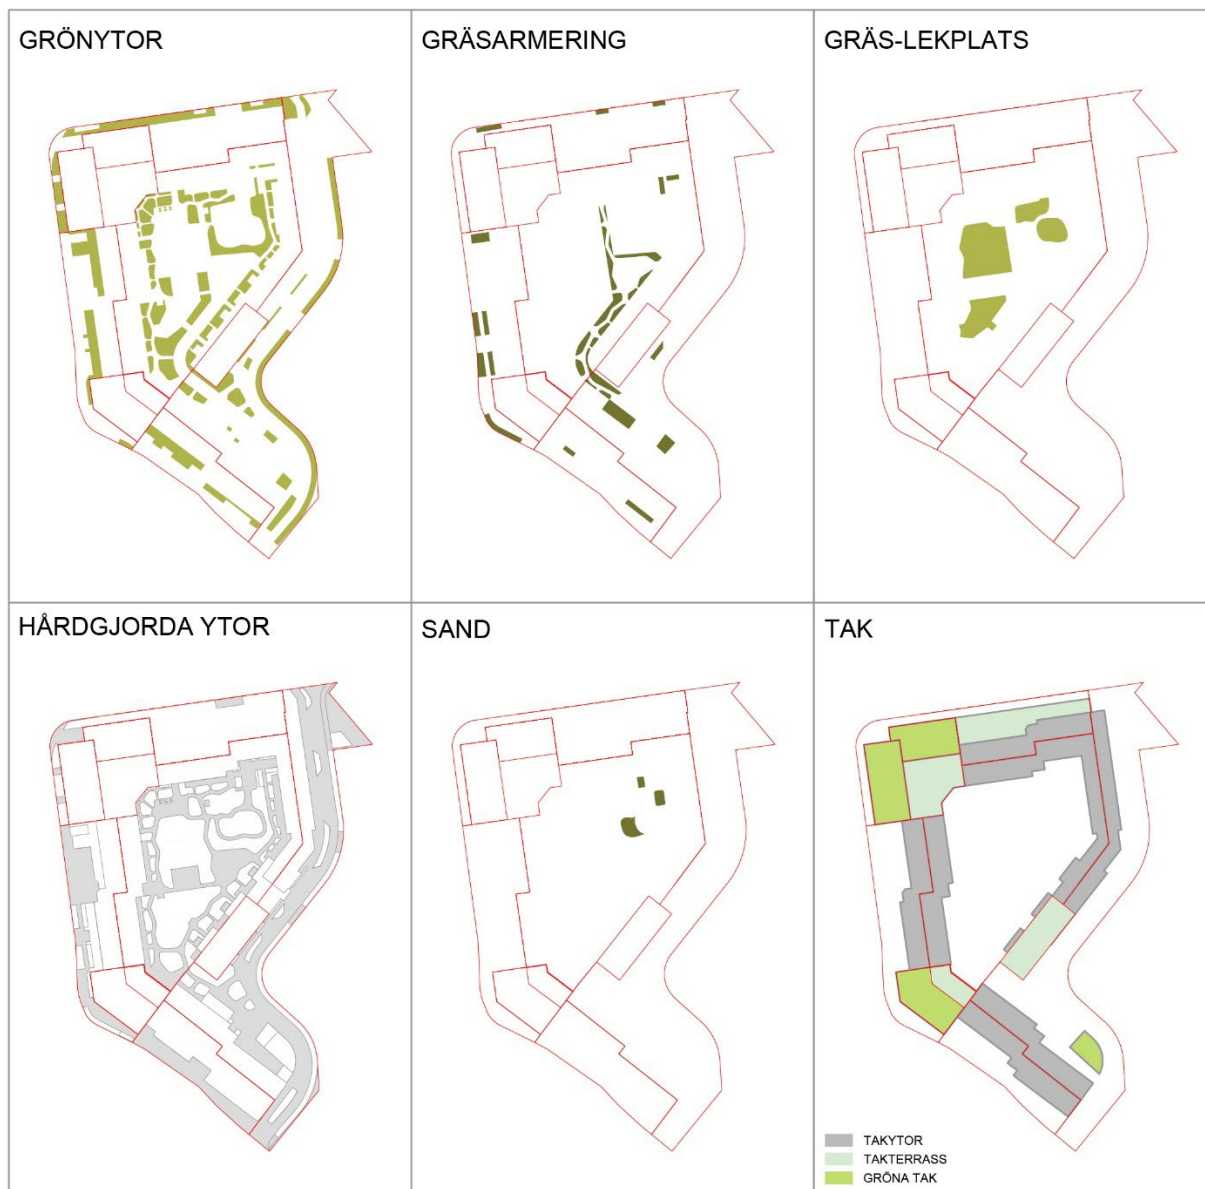 GRÖNYTOR
GRÄSARMERING
GRÄS-LEKPLATS
HÅRDGJORDA YTOR
SAND
TAK
TAKYTOR
TAKTERRASS
GRÖNA TAK